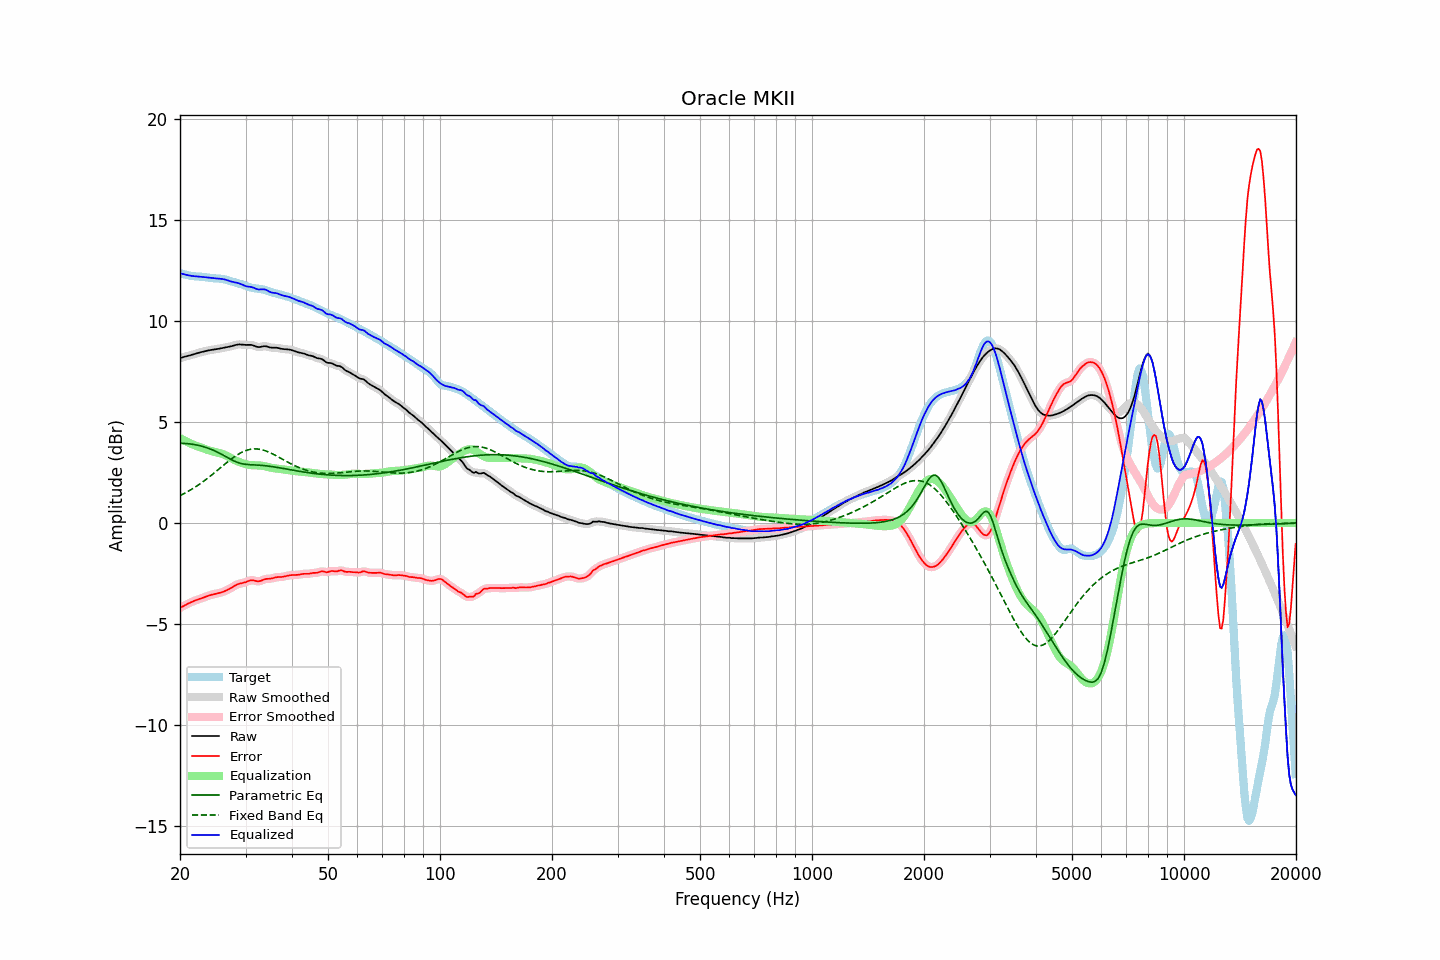 Oracle MKII
Amplitude (dBr)
20
15
10
5
0
−5
−10
−15
Target
Raw Smoothed
Error Smoothed
Raw
Error
Equalization
Parametric Eq
Fixed Band Eq
Equalized
20 50 100 200 500 1000 2000 5000 10000 20000
Frequency (Hz)